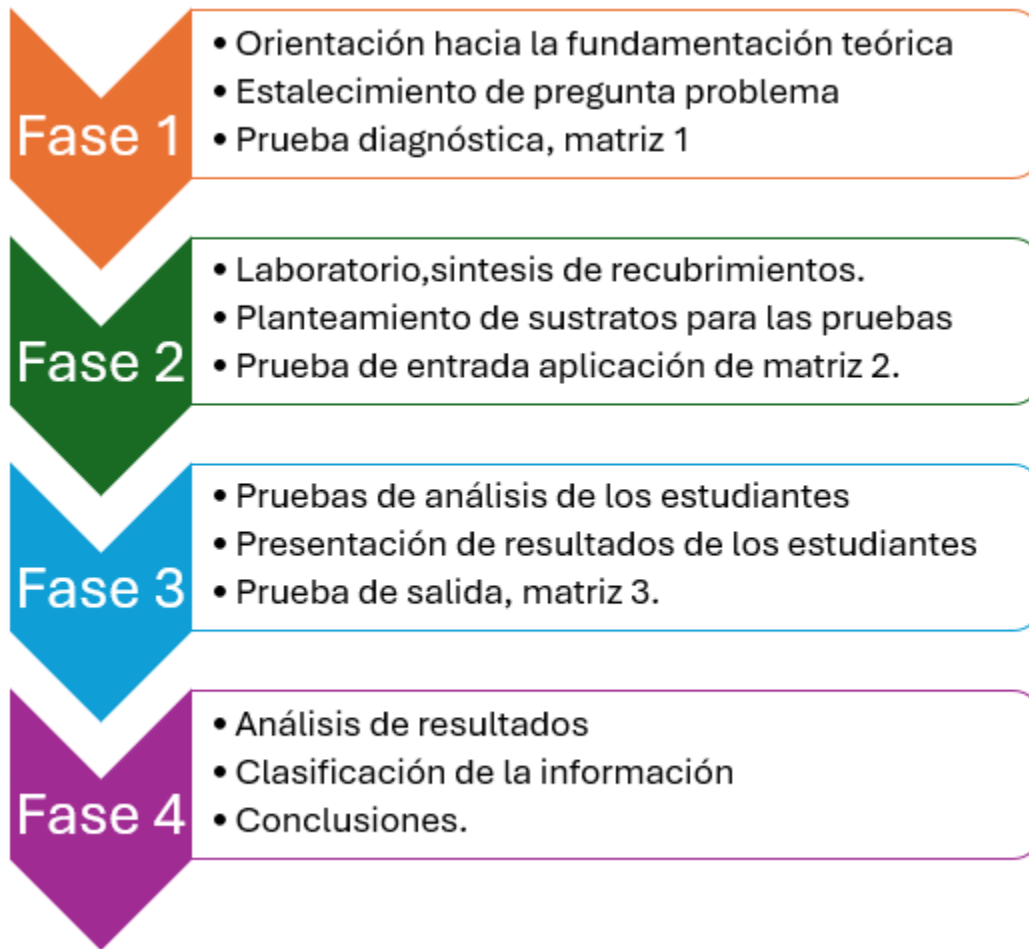 Fase 1
• Orientación hacia la fundamentación teórica
• Estalecimiento de pregunta problema
• Prueba diagnóstica, matriz 1
Fase 2
• Laboratorio,sintesis de recubrimientos.
• Planteamiento de sustratos para las pruebas
• Prueba de entrada aplicación de matriz 2.
Fase 3
• Pruebas de análisis de los estudiantes
• Presentación de resultados de los estudiantes
• Prueba de salida, matriz 3.
Fase 4
• Análisis de resultados
• Clasificación de la información
• Conclusiones.